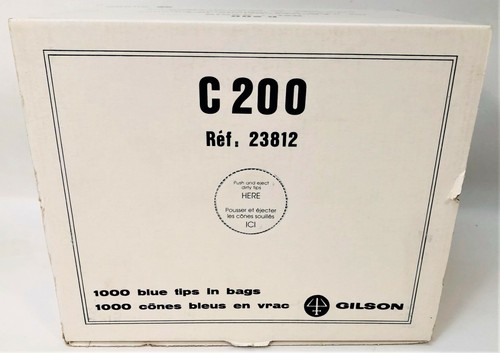 C 200
Réf : 23812
Push and eject
dirty tips
HERE
Pousser et éjecter
les cônes souillés
ICI
1000 blue tips in bags
1000 cônes bleus en vrac
GILSON